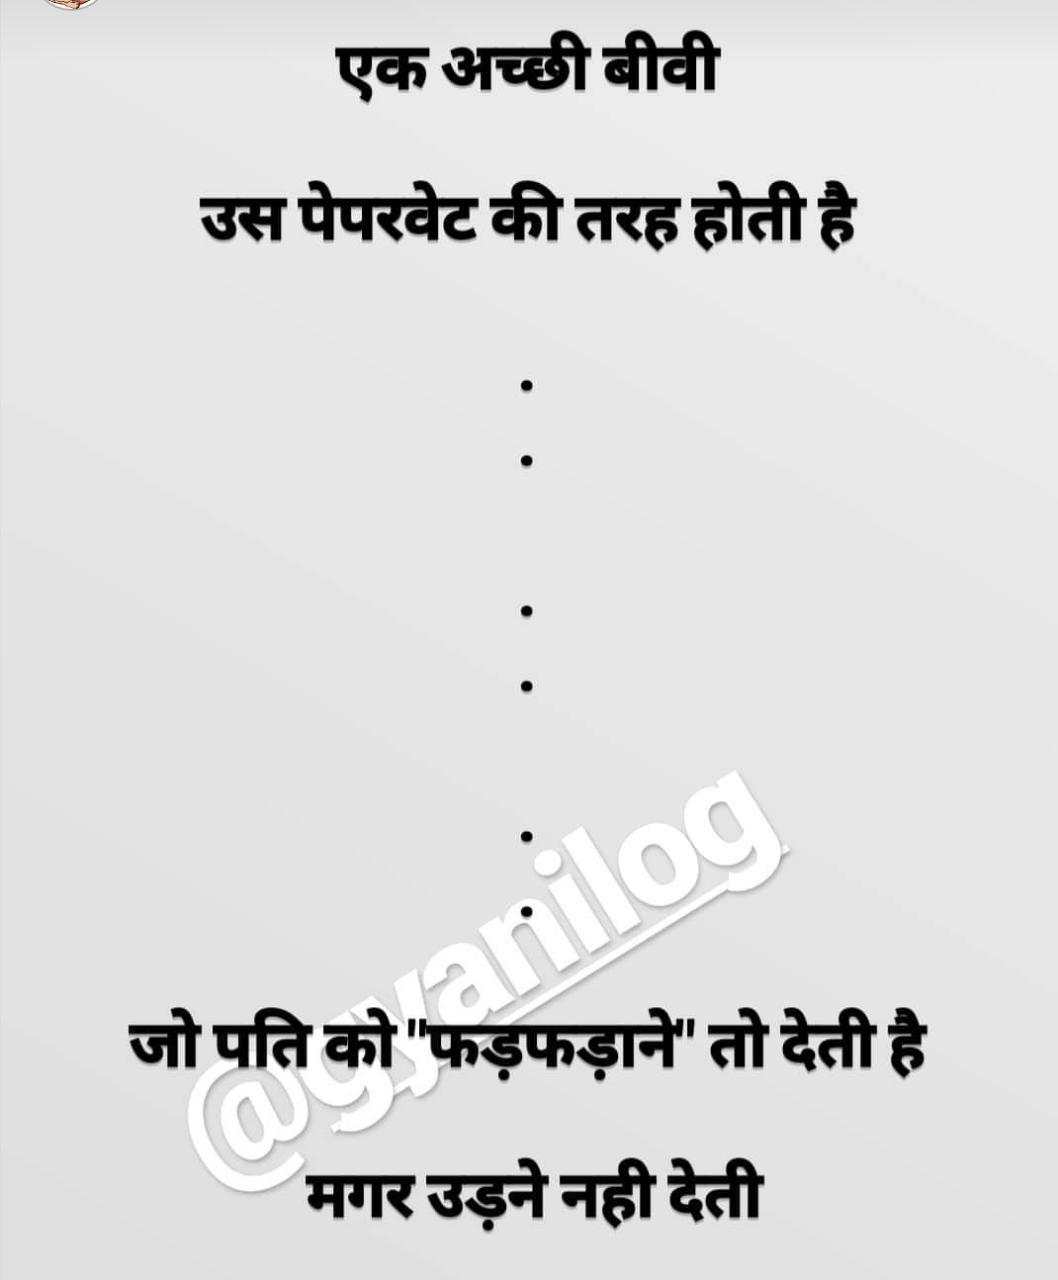 एक अच्छी बीवी
उस पेपरवेट की तरह होती है
.
.
.
.
.
.
@gyanilog
जो पति को "फड़फड़ाने" तो देती है
मगर उड़ने नही देती